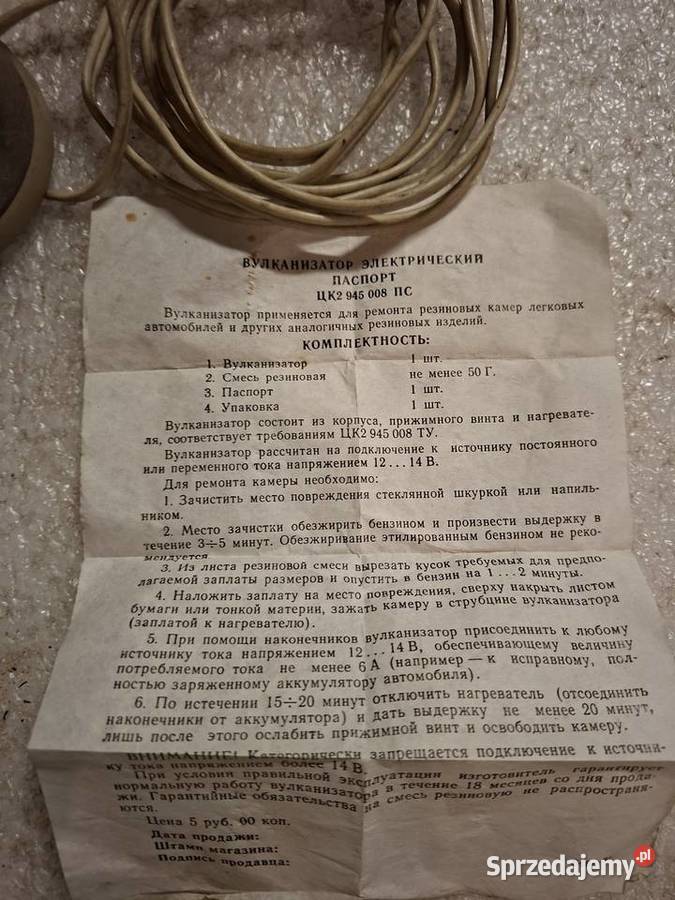 ВУЛКАНИЗАТОР ЭЛЕКТРИЧЕСКИЙ
ПАСПОРТ
ЦК2 945 008 ПС
Вулканизатор применяется для ремонта резиновых камер легковых
автомобилей и других аналогичных резиновых изделий.
КОМПЛЕКТНОСТЬ:
1. Вулканизатор 1 шт.
2. Смесь резиновая не менее 50 Г.
3. Паспорт 1 шт.
4. Упаковка 1 шт.
Вулканизатор состоит из корпуса, прижимного винта и нагревате-
ля, соответствует требованиям ЦК2 945 008 ТУ.
Вулканизатор рассчитан на подключение к источнику постоянного
или переменного тока напряжением 12...14 В.
Для ремонта камеры необходимо:
1. Зачистить место повреждения стеклянной шкуркой или напиль-
ником.
2. Место зачистки обезжирить бензином и произвести выдержку в
течение 3÷5 минут. Обезжиривание этилированным бензином не реко-
мендуется
3. Из листа резиновой смеси вырезать кусок требуемых для предпо-
лагаемой заплаты размеров и опустить в бензин на 1...2 минуты.
4. Наложить заплату на место повреждения, сверху накрыть листом
бумаги или тонкой материи, зажать камеру в струбцине вулканизатора
(заплатой к нагревателю).
5. При помощи наконечников вулканизатор присоединить к любому
источнику тока напряжением 12...14 В, обеспечивающему величину
потребляемого тока не менее 6 А (например — к исправному, пол-
ностью заряженному аккумулятору автомобиля).
6. По истечении 15÷20 минут отключить нагреватель (отсоединить
наконечники от аккумулятора) и дать выдержку не менее 20 минут,
лишь после этого ослабить прижимной винт и освободить камеру.
ВНИМАНИЕ! Категорически запрещается подключение к источни-
ку тока напряжением более 14 В.
При условии правильной эксплуатации изготовитель гарантирует
нормальную работу вулканизатора в течение 18 месяцев со дня прода-
жи. Гарантийные обязательства на смесь резиновую не распространя-
ются.
Цена 5 руб. 00 коп.
Дата продажи:
Штамп магазина:
Подпись продавца:
Sprzedajemy.pl